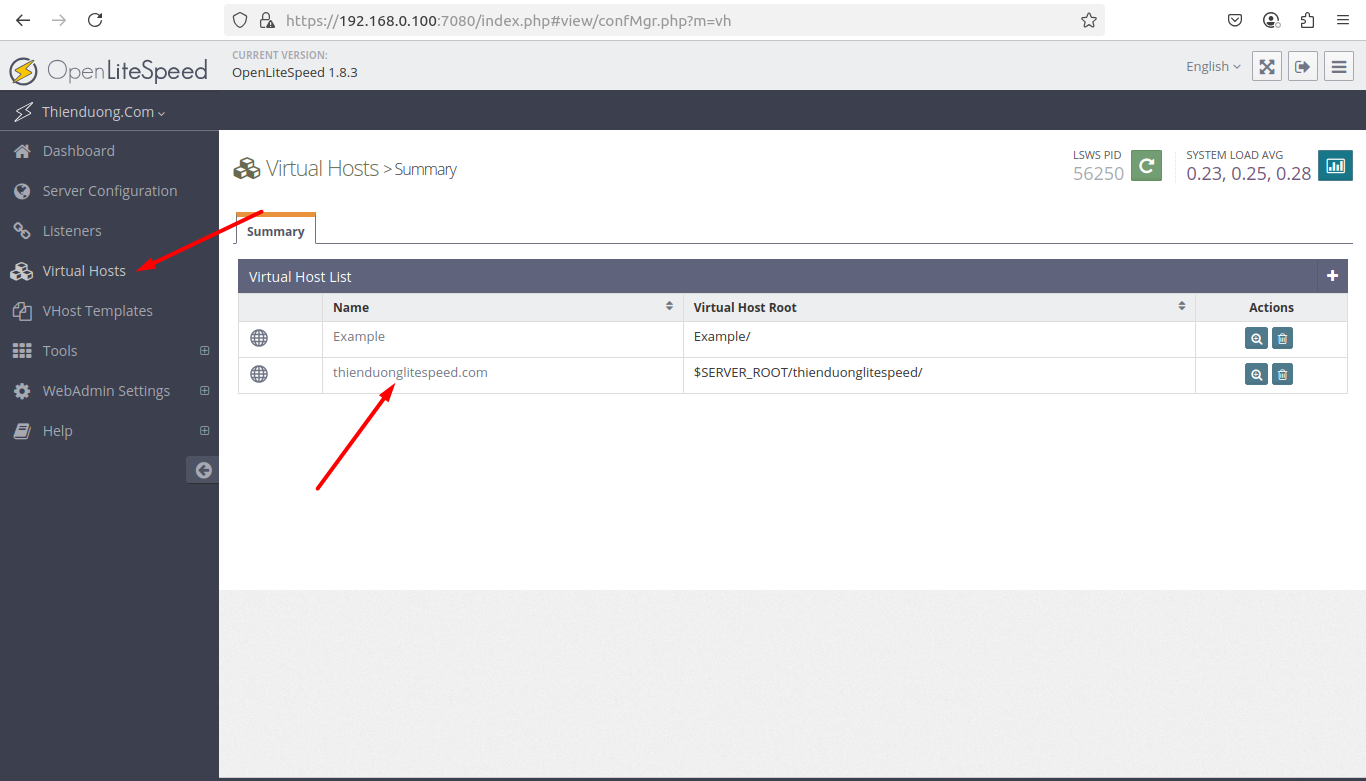 https://192.168.0.100:7080/index.php#view/confMgr.php?m=vh
OpenLiteSpeed
CURRENT VERSION:
OpenLiteSpeed 1.8.3
English
Thienduong.Com
Dashboard
Server Configuration
Listeners
Virtual Hosts
VHost Templates
Tools
WebAdmin Settings
Help
Virtual Hosts > Summary
LSWS PID
56250
SYSTEM LOAD AVG
0.23, 0.25, 0.28
Summary
Virtual Host List
Name Virtual Host Root Actions
Example Example/
thienduonglitespeed.com $SERVER_ROOT/thienduonglitespeed/